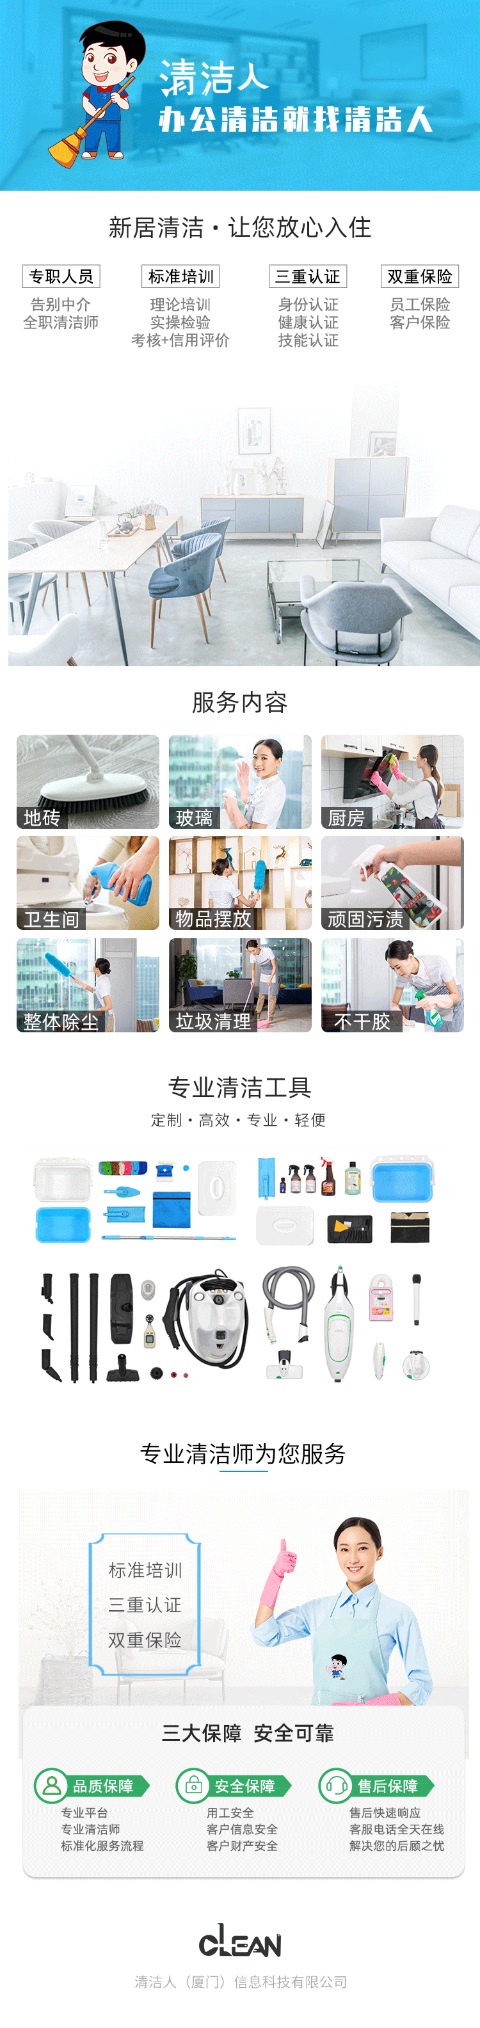 清洁人
办公清洁就找清洁人
新居清洁·让您放心入住
专职人员
标准培训
三重认证
双重保险
告别中介
全职清洁师
理论培训
实操检验
考核+信用评价
身份认证
健康认证
技能认证
员工保险
客户保险
服务内容
地砖
玻璃
厨房
卫生间
物品摆放
顽固污渍
整体除尘
垃圾清理
不干胶
专业清洁工具
定制·高效·专业·轻便
专业清洁师为您服务
标准培训
三重认证
双重保险
三大保障 安全可靠
品质保障
安全保障
售后保障
专业平台
专业清洁师
标准化服务流程
用工安全
客户信息安全
客户财产安全
售后快速响应
客服电话全天在线
解决您的后顾之忧
CLEAN
清洁人（厦门）信息科技有限公司